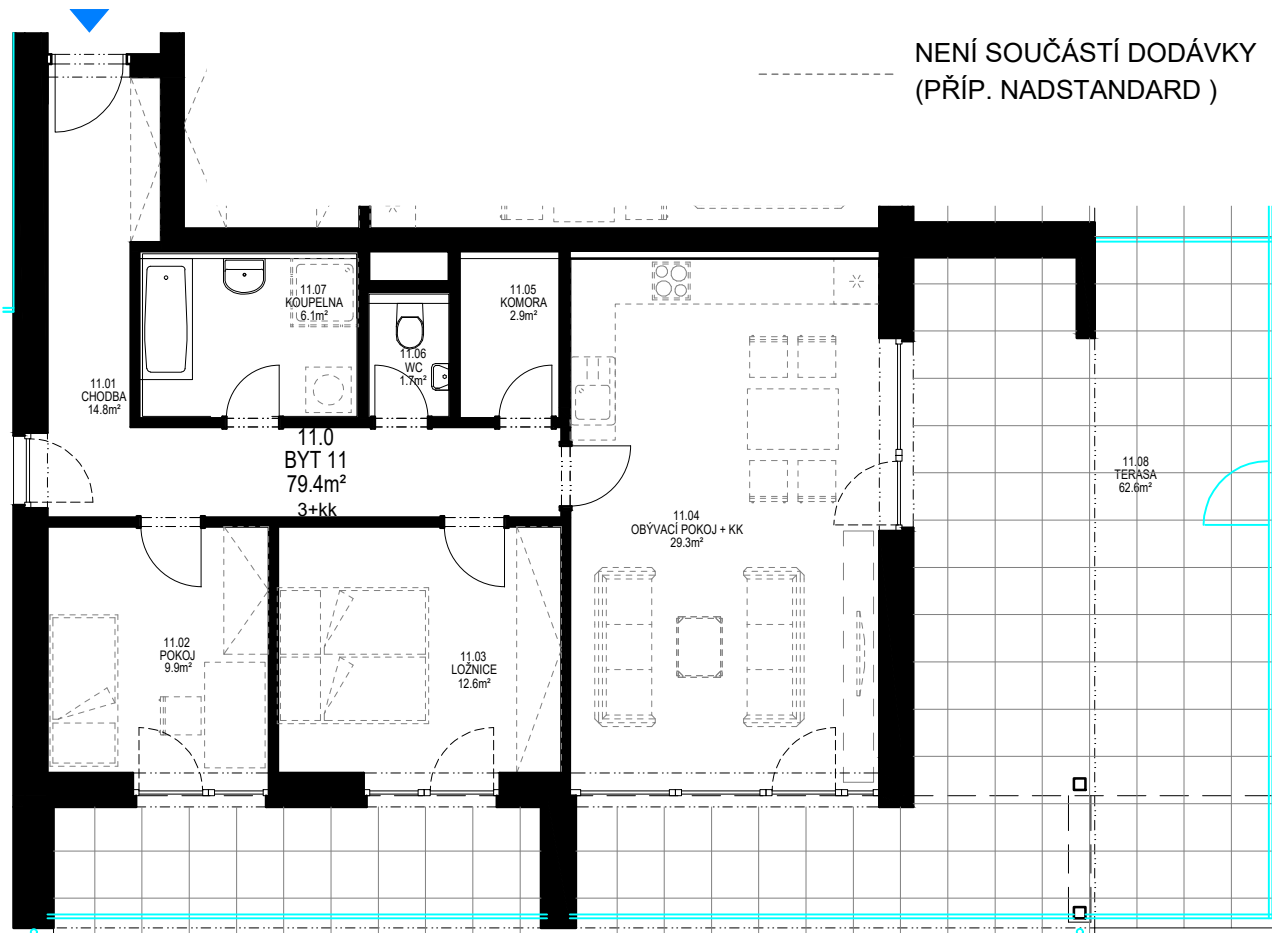 NENÍ SOUČÁSTÍ DODÁVKY
(PŘÍP. NADSTANDARD )
11.07
KOUPELNA
6.1m²
11.05
KOMORA
2.9m²
11.06
WC
1.7m²
11.01
CHODBA
14.8m²
11.0
BYT 11
79.4m²
3+kk
11.08
TERASA
62.6m²
11.04
OBÝVACÍ POKOJ + KK
29.3m²
11.02
POKOJ
9.9m²
11.03
LOŽNICE
12.6m²